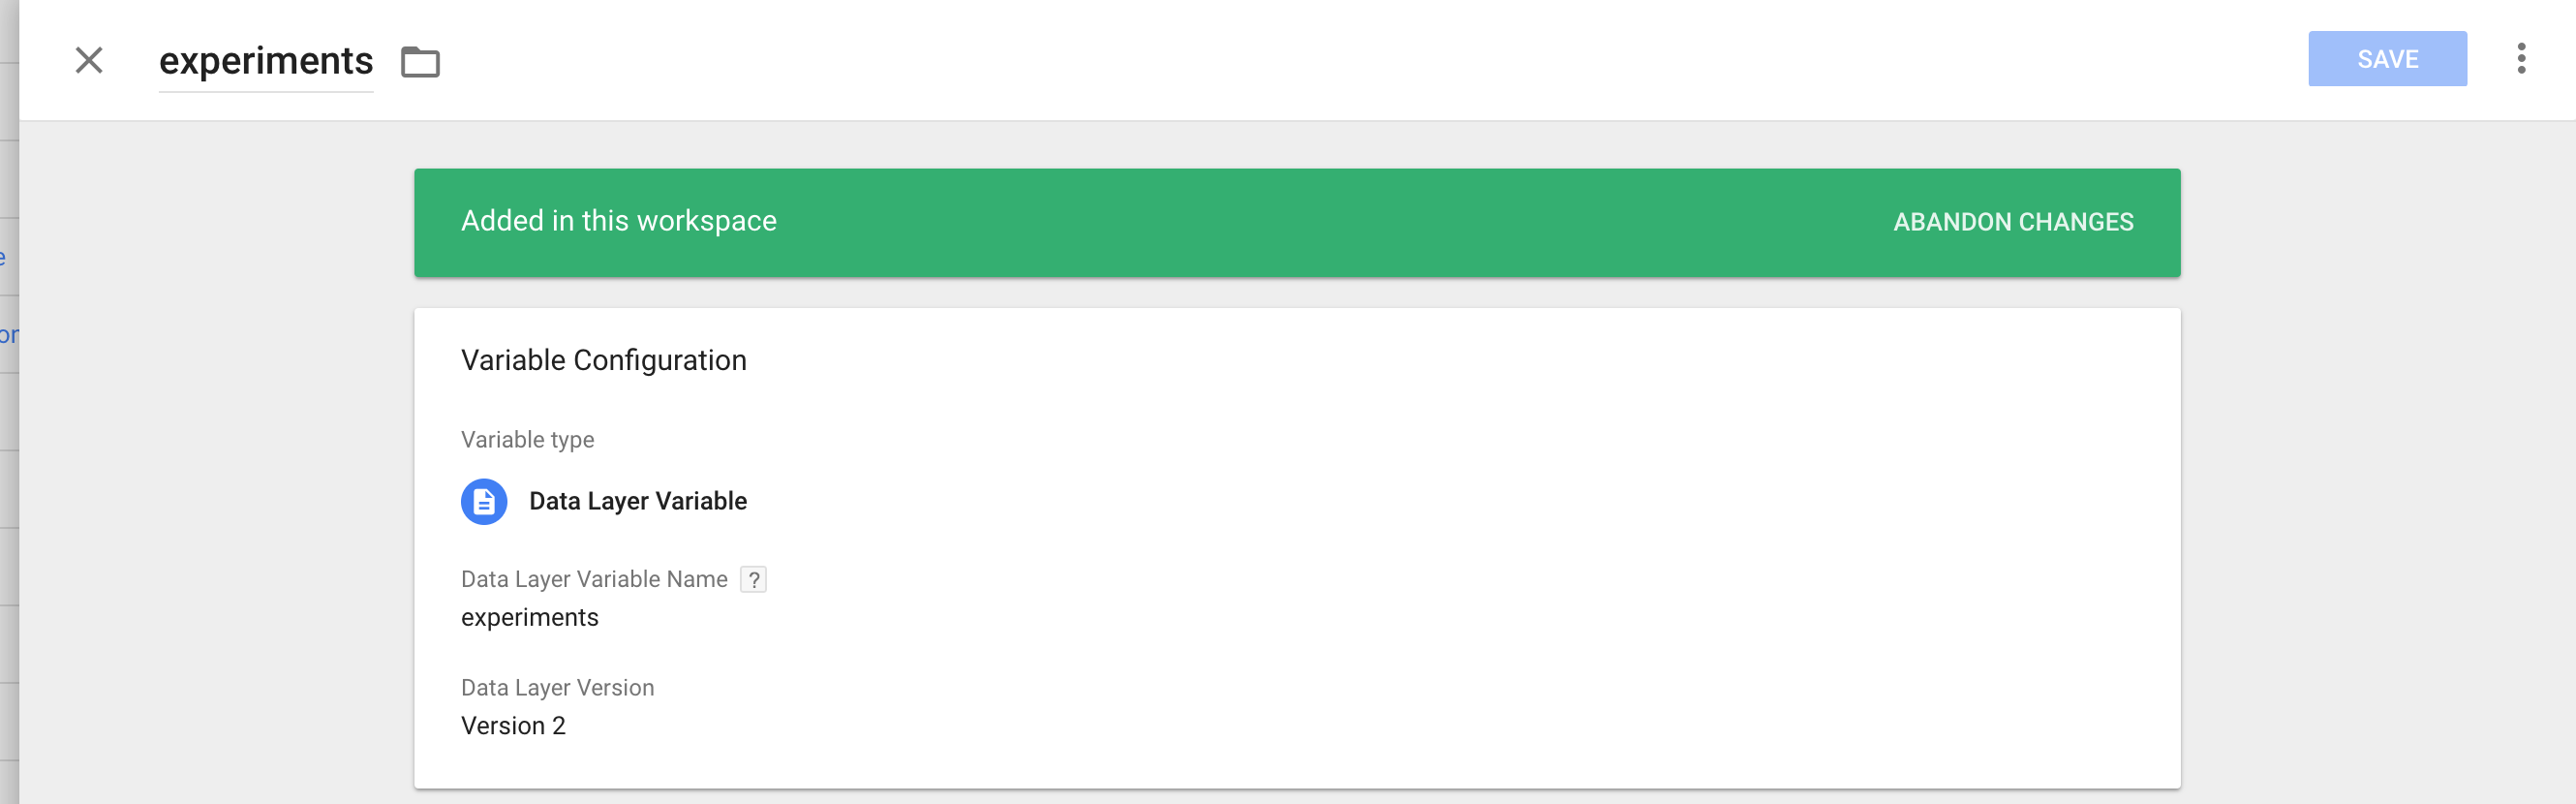 experiments
SAVE
Added in this workspace
ABANDON CHANGES
Variable Configuration
Variable type
Data Layer Variable
Data Layer Variable Name ?
experiments
Data Layer Version
Version 2
e
or